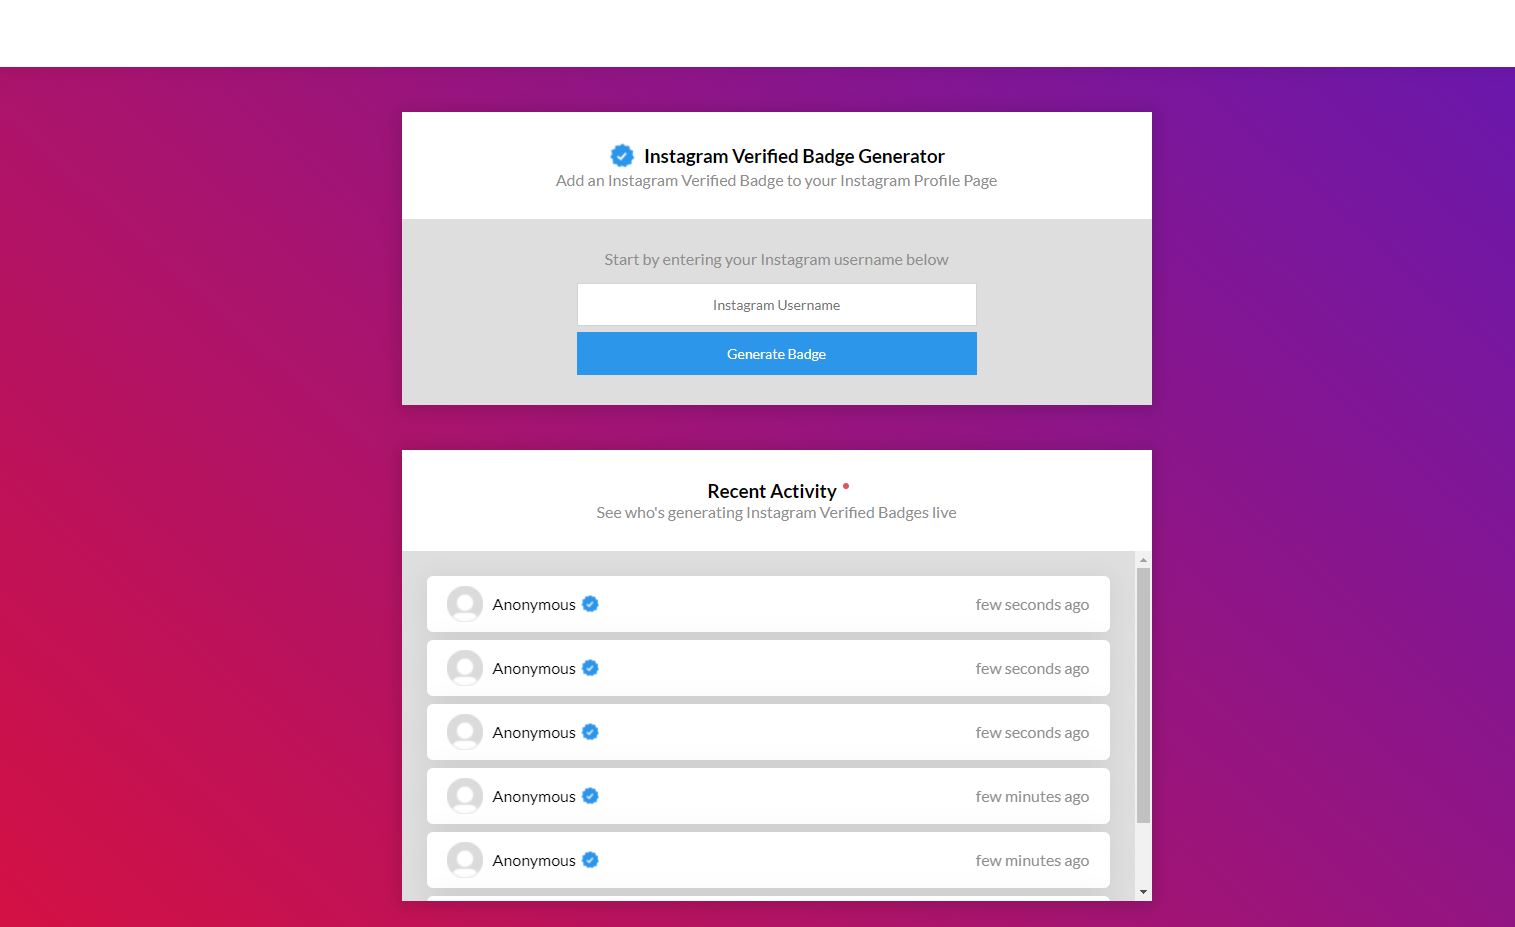 Instagram Verified Badge Generator
Add an Instagram Verified Badge to your Instagram Profile Page
Start by entering your Instagram username below
Instagram Username
Generate Badge
Recent Activity
See who's generating Instagram Verified Badges live
Anonymous few seconds ago
Anonymous few seconds ago
Anonymous few seconds ago
Anonymous few minutes ago
Anonymous few minutes ago